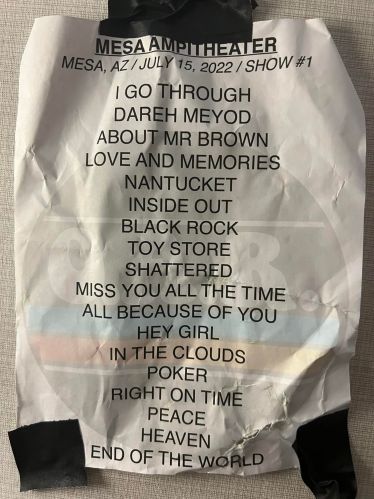 MESA AMPITHEATER
MESA, AZ / JULY 15, 2022 / SHOW #1
I GO THROUGH
DAREH MEYOD
ABOUT MR BROWN
LOVE AND MEMORIES
NANTUCKET
INSIDE OUT
BLACK ROCK
TOY STORE
SHATTERED
MISS YOU ALL THE TIME
ALL BECAUSE OF YOU
HEY GIRL
IN THE CLOUDS
POKER
RIGHT ON TIME
PEACE
HEAVEN
END OF THE WORLD